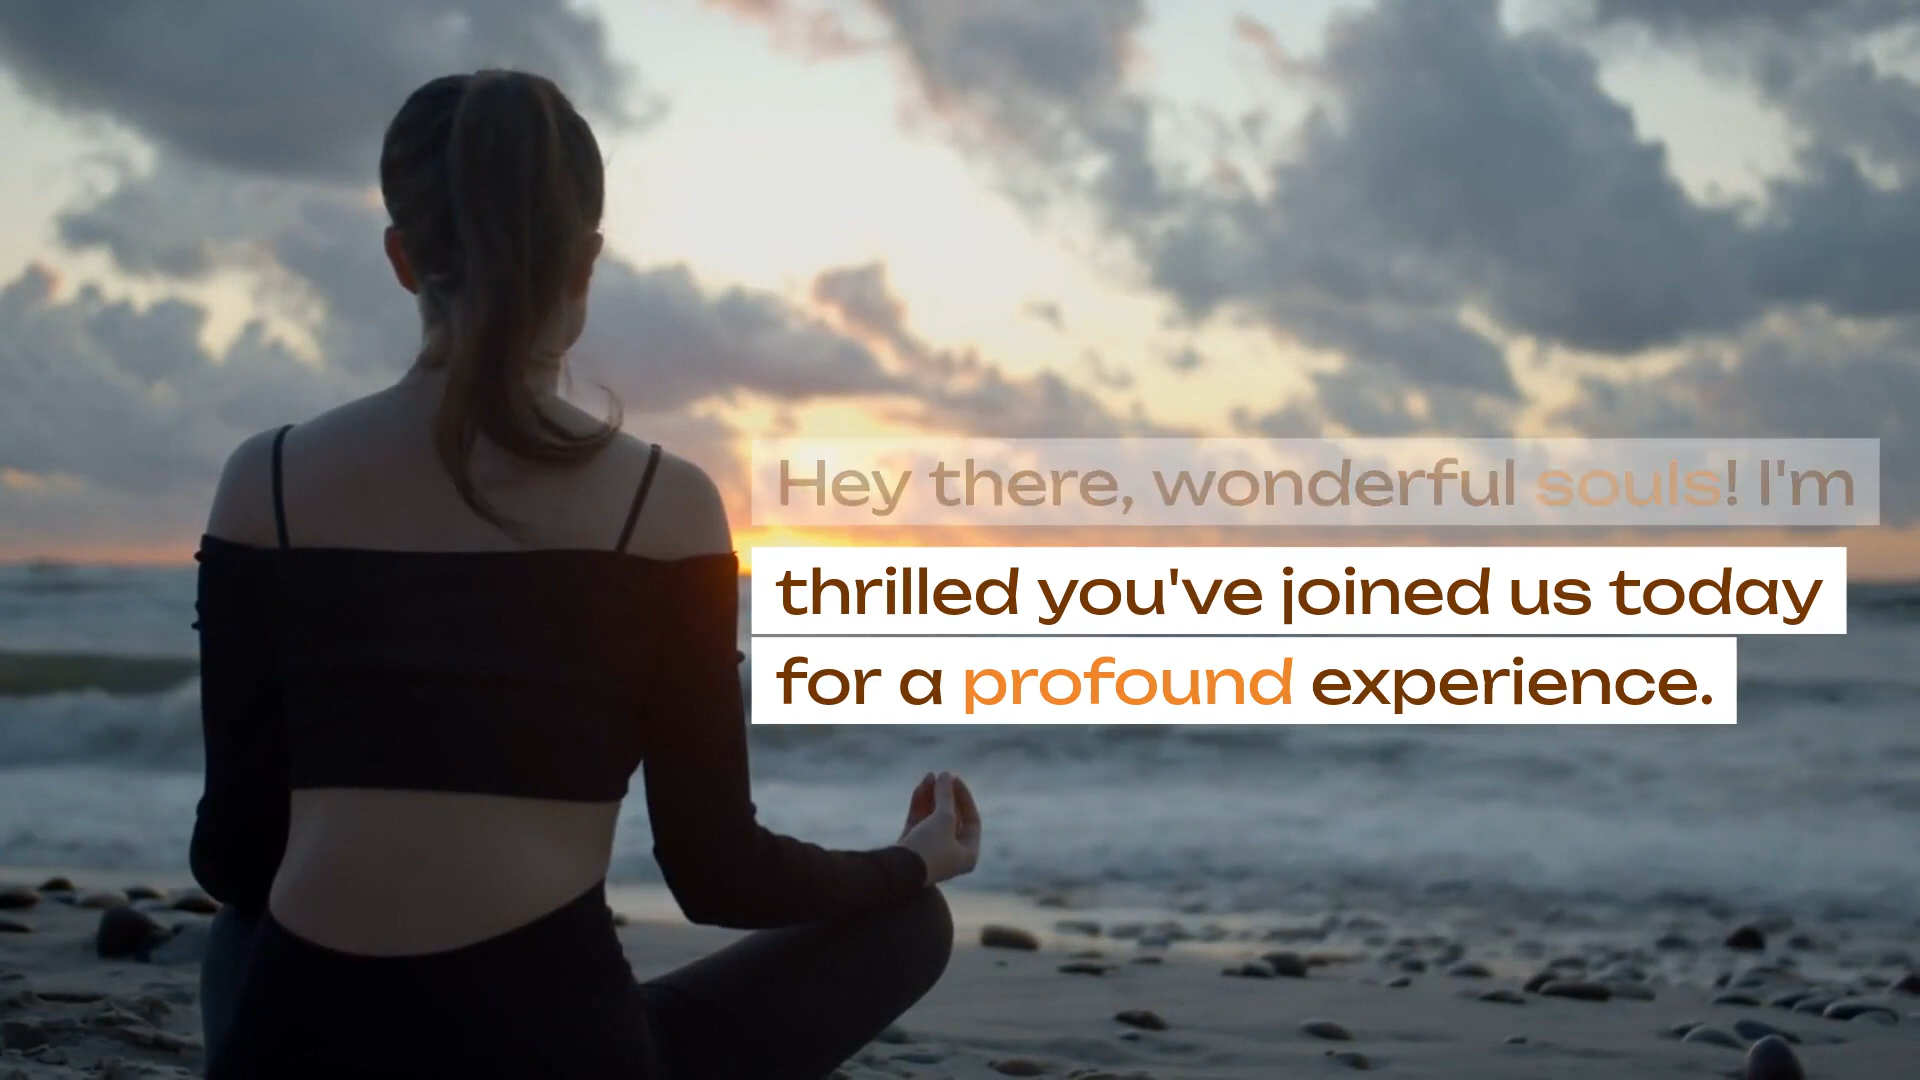 Hey there, wonderful souls! I'm
thrilled you've joined us today
for a profound experience.